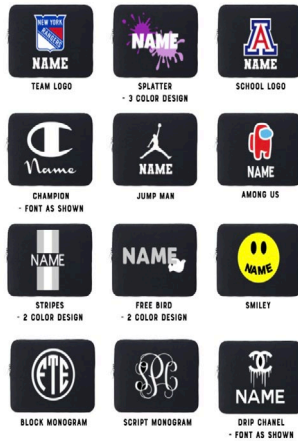 NEW YORK
RANGERS
NAME
TEAM LOGO
NAME
SPLATTER
- 3 COLOR DESIGN
A
NAME
SCHOOL LOGO
C
Name
CHAMPION
- FONT AS SHOWN
NAME
JUMP MAN
NAME
AMONG US
NAME
STRIPES
- 2 COLOR DESIGN
NAME
FREE BIRD
- 2 COLOR DESIGN
NAME
SMILEY
FTE
BLOCK MONOGRAM
SCRIPT MONOGRAM
NAME
DRIP CHANEL
- FONT AS SHOWN